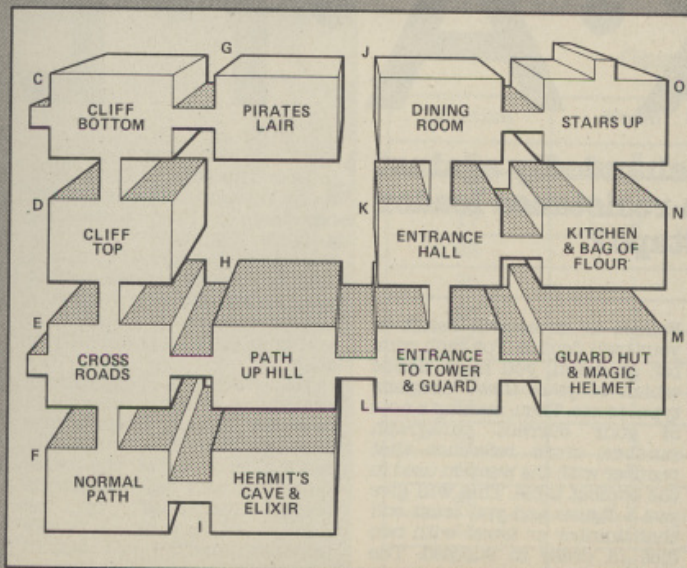 G
J
C
O
CLIFF
BOTTOM
PIRATES
LAIR
DINING
ROOM
STAIRS UP
D
K
N
CLIFF
TOP
ENTRANCE
HALL
KITCHEN
& BAG OF
FLOUR
H
E
M
CROSS
ROADS
PATH
UP HILL
ENTRANCE
TO TOWER
& GUARD
GUARD HUT
& MAGIC
HELMET
L
F
NORMAL
PATH
HERMIT'S
CAVE &
ELIXIR
I